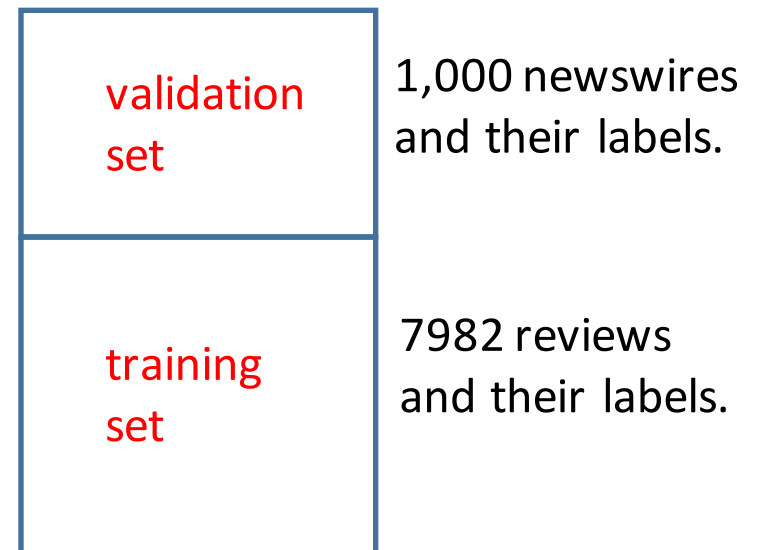 validation
set
1,000 newswires
and their labels.
training
set
7982 reviews
and their labels.